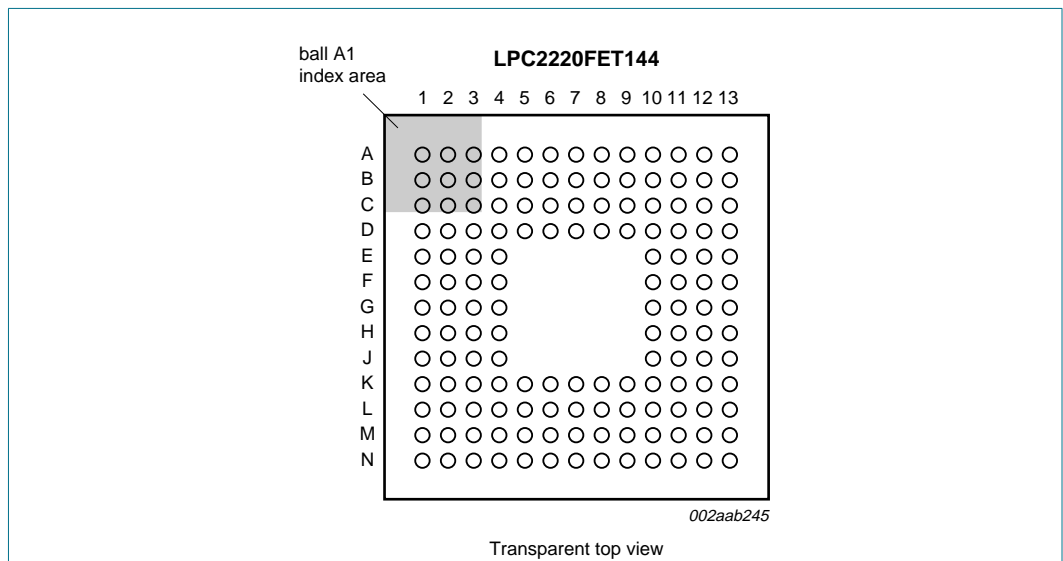 ball A1
index area
LPC2220FET144
1 2 3 4 5 6 7 8 9 10 11 12 13
A
B
C
D
E
F
G
H
J
K
L
M
N
002aab245
Transparent top view